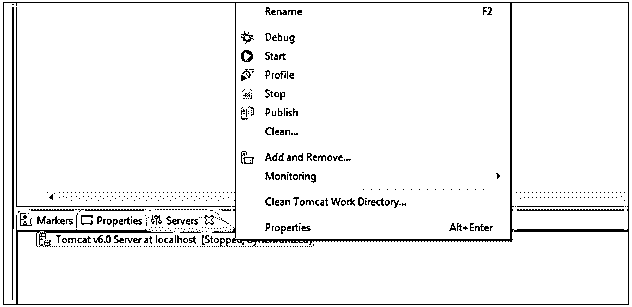 Rename F2
Debug
Start
Profile
Stop
Publish
Clean...
Add and Remove...
Monitoring
Clean Tomcat Work Directory...
Properties Alt+Enter
Markers Properties Servers
Tomcat v6.0 Server at localhost [Stopped, Synchronized]